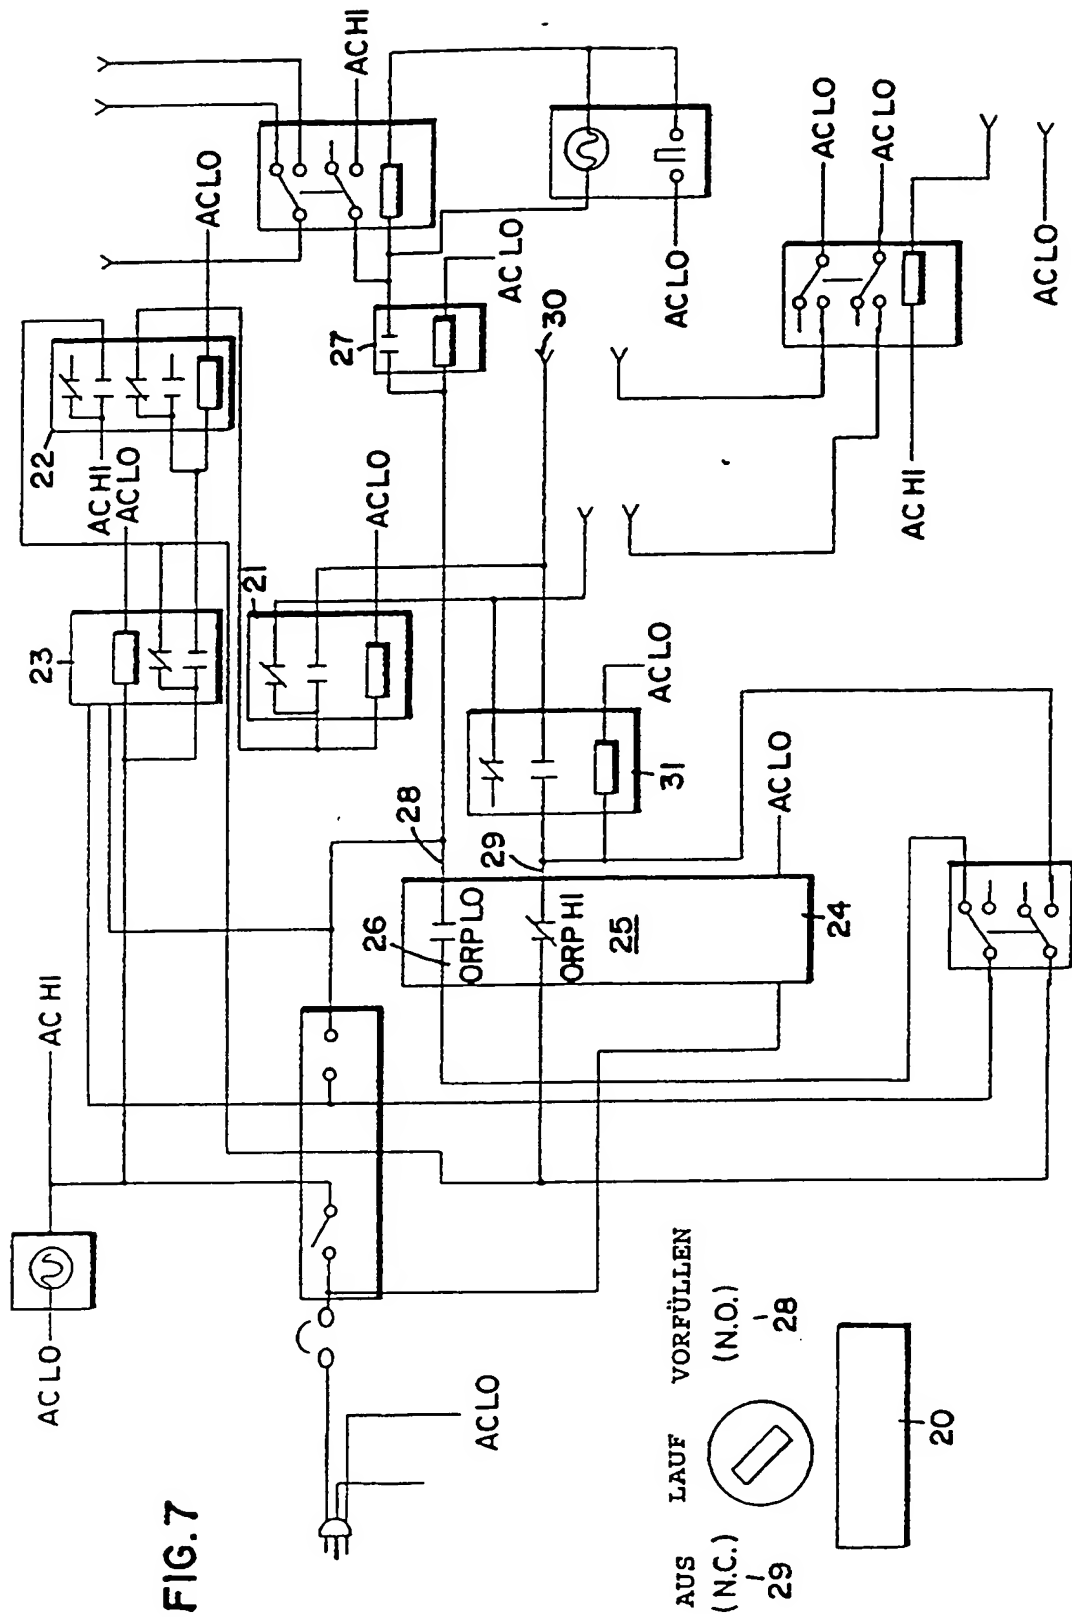 FIG. 7
AC LO
AC HI
23
AC HI
AC LO
22
AC LO
AC HI
21
AC LO
27
AC LO
30
AC LO
28
26
ORP LO
29
ORP HI
25
31
AC LO
24
AC LO
AC LO
AC LO
AC HI
AC LO
AC LO
AUS
LAUF
VORFÜLLEN
(N.C.)
(N.O.)
29
28
20